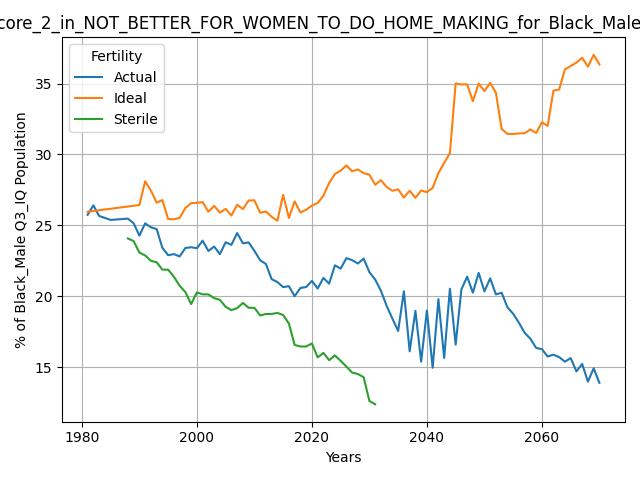 core_2_in_NOT_BETTER_FOR_WOMEN_TO_DO_HOME_MAKING_for_Black_Male
Fertility
Actual
Ideal
Sterile
% of Black_Male Q3_IQ Population
35
30
25
20
15
1980 2000 2020 2040 2060
Years